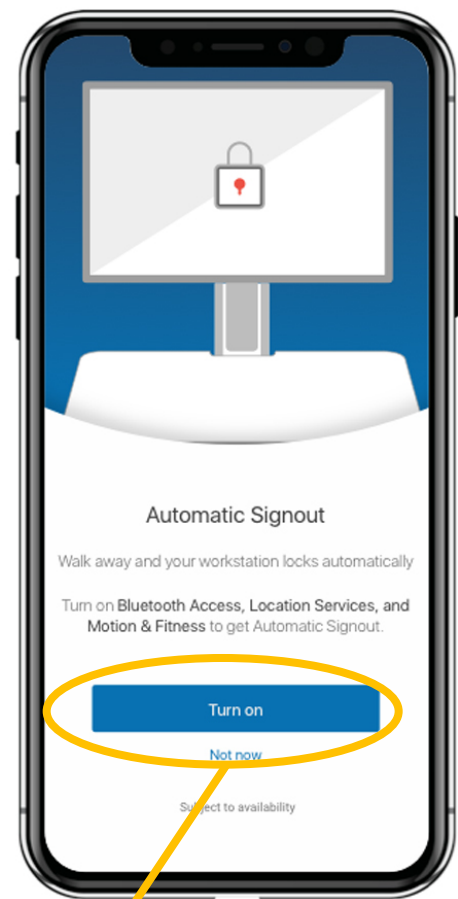 Automatic Signout
Walk away and your workstation locks automatically
Turn on Bluetooth Access, Location Services, and
Motion & Fitness to get Automatic Signout.
Turn on
Not now
Subject to availability